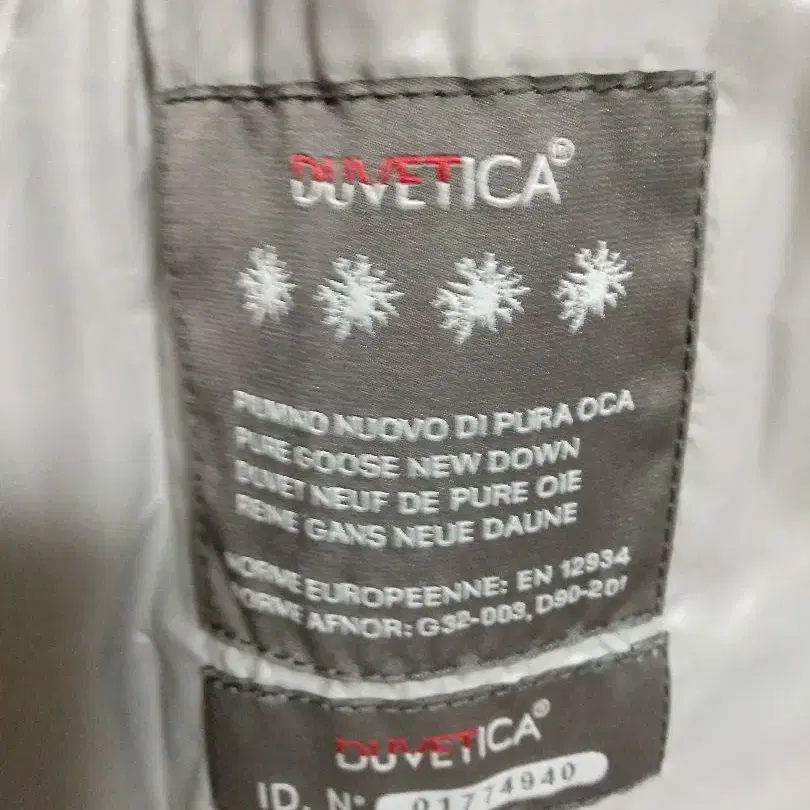 DUVETICA®
PIUMINO NUOVO DI PURA OCA
PURE GOOSE NEW DOWN
DUVET NEUF DE PURE OIE
REINE GANS NEUE DAUNE
NORME EUROPEENNE: EN 12934
NORME AFNOR: G32-003, D90-201
DUVETICA®
ID. N° 01774940